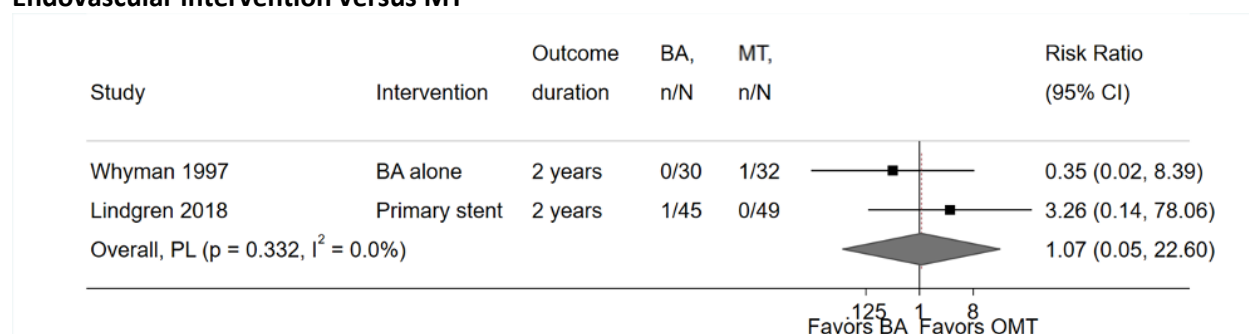 Endovascular Intervention versus MT
Outcome BA, MT, Risk Ratio
Study Intervention duration n/N n/N (95% CI)
Whyman 1997 BA alone 2 years 0/30 1/32 0.35 (0.02, 8.39)
Lindgren 2018 Primary stent 2 years 1/45 0/49 3.26 (0.14, 78.06)
Overall, PL (p = 0.332, I² = 0.0%) 1.07 (0.05, 22.60)
.125 1 8
Favors BA Favors OMT